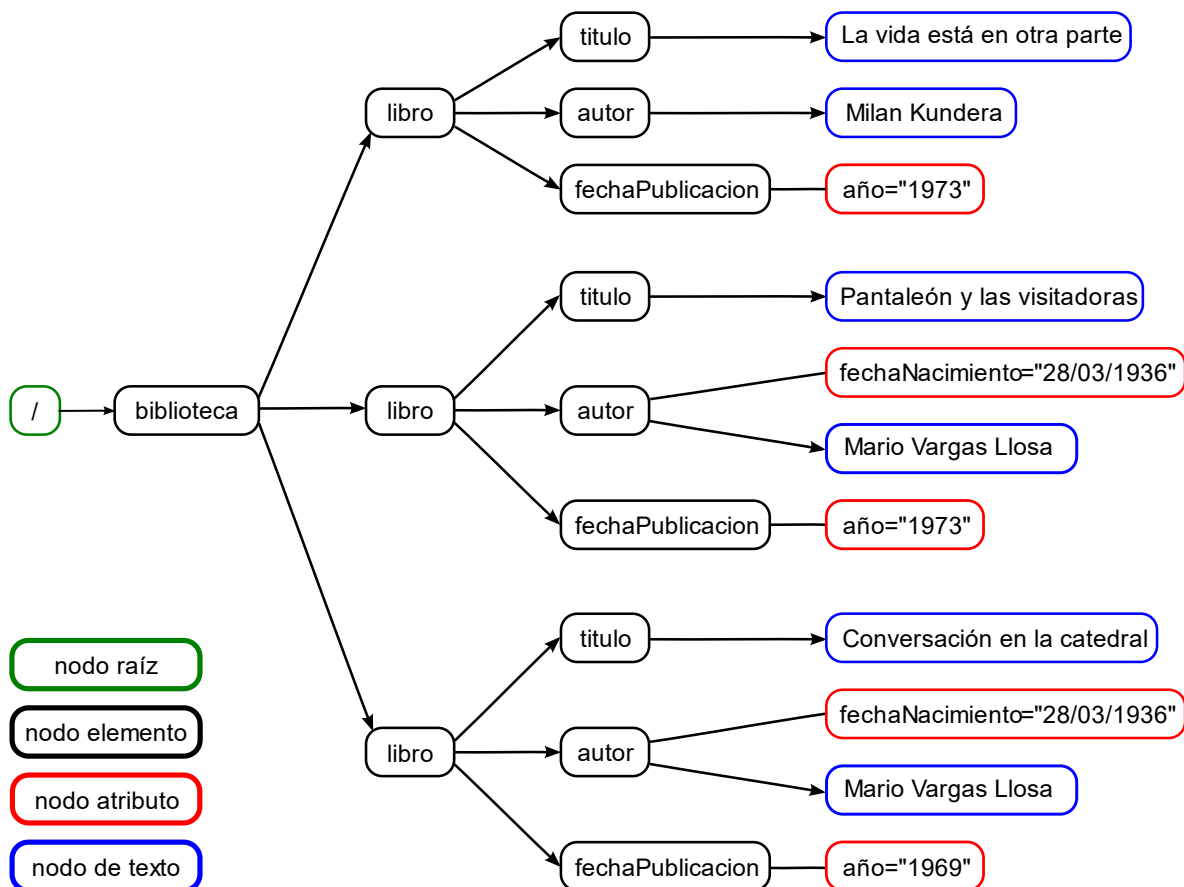 titulo
La vida está en otra parte
libro
autor
Milan Kundera
fechaPublicacion
año="1973"
titulo
Pantaleón y las visitadoras
fechaNacimiento="28/03/1936"
/
biblioteca
libro
autor
Mario Vargas Llosa
fechaPublicacion
año="1973"
titulo
Conversación en la catedral
fechaNacimiento="28/03/1936"
libro
autor
Mario Vargas Llosa
fechaPublicacion
año="1969"
nodo raíz
nodo elemento
nodo atributo
nodo de texto